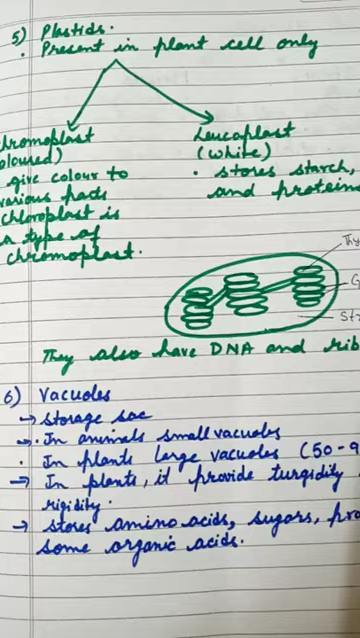 5) Plastids.
• Present in plant cell only
chromoplast
(coloured)
give colour to
various parts
chloroplast is
a type of
chromoplast.
Leucoplast
(white)
• stores starch,
and protein
Thy
G
St
They also have DNA and rib
6) Vacuoles
→ Storage sac
→ • In animals small vacuoles
• In plants large vacuoles (50-9
→ In plants, it provide turgidity
rigidity.
→ stores amino acids, sugars, pro
some organic acids.